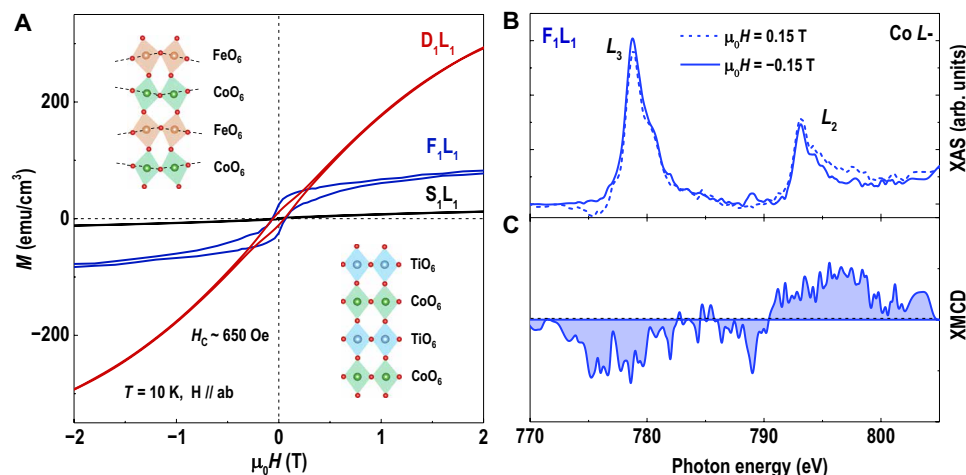 A
M (emu/cm³)
200
0
−200
−2
−1
0
1
2
μ₀H (T)
FeO₆
CoO₆
FeO₆
CoO₆
D₁L₁
F₁L₁
S₁L₁
TiO₆
CoO₆
TiO₆
CoO₆
H_C ~ 650 Oe
T = 10 K, H // ab
B
F₁L₁
μ₀H = 0.15 T
μ₀H = −0.15 T
Co L-
L₃
L₂
XAS (arb. units)
C
XMCD
770
780
790
800
Photon energy (eV)